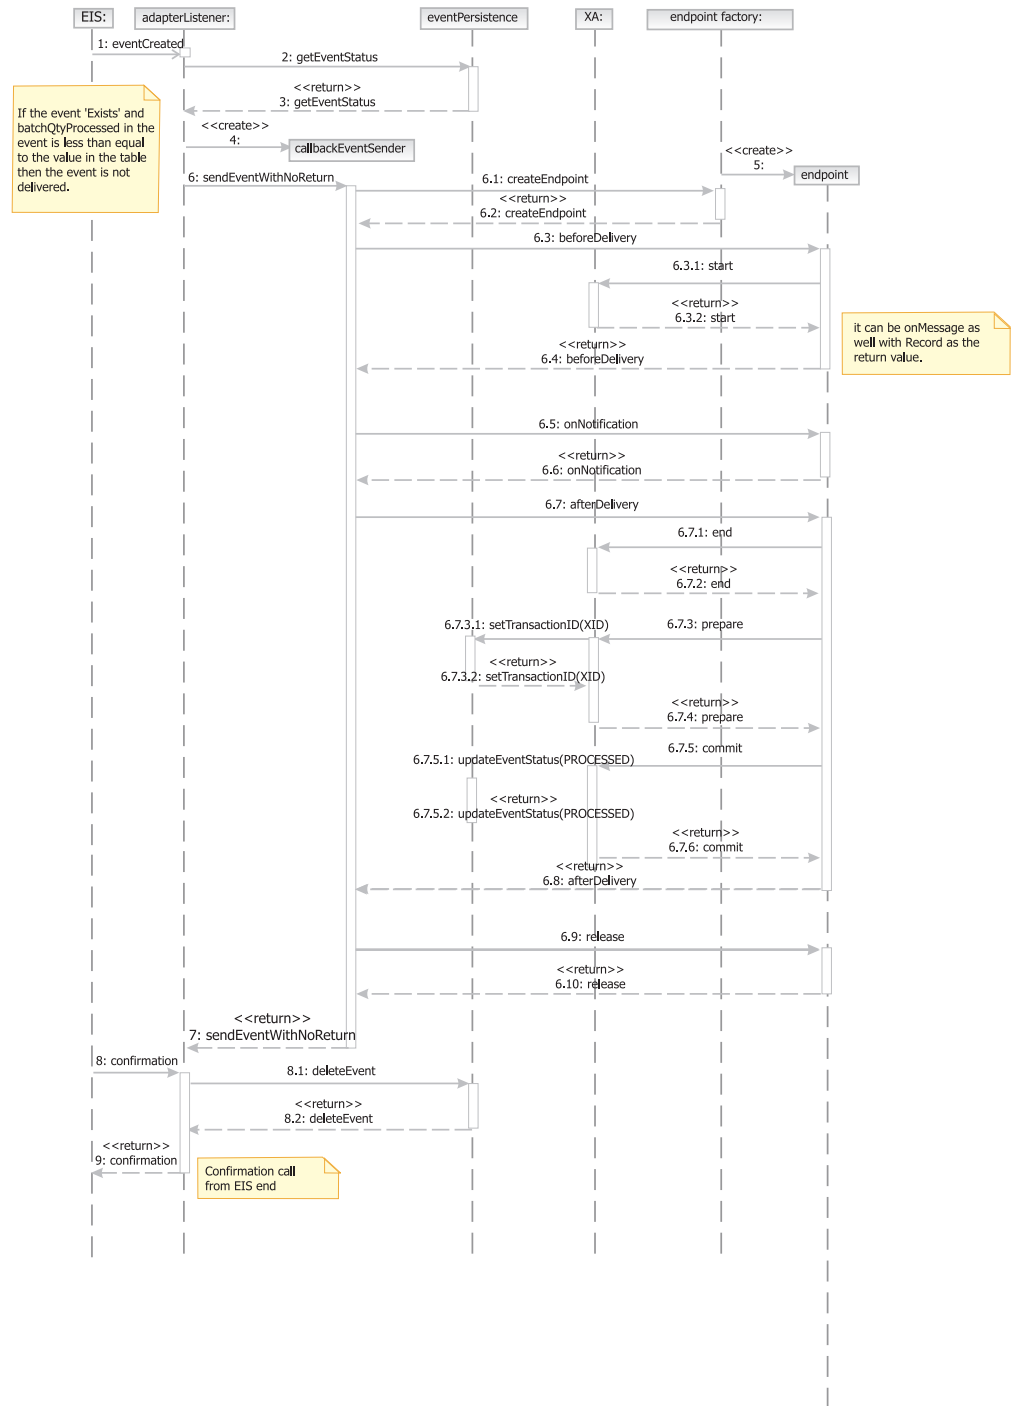 EIS:
adapterListener:
eventPersistence
XA:
endpoint factory:
1: eventCreated
2: getEventStatus
<<return>>
3: getEventStatus
If the event 'Exists' and
batchQtyProcessed in the
event is less than equal
to the value in the table
then the event is not
delivered.
<<create>>
4:
callbackEventSender
<<create>>
5:
endpoint
6: sendEventWithNoReturn
6.1: createEndpoint
<<return>>
6.2: createEndpoint
6.3: beforeDelivery
6.3.1: start
<<return>>
6.3.2: start
it can be onMessage as
well with Record as the
return value.
<<return>>
6.4: beforeDelivery
6.5: onNotification
<<return>>
6.6: onNotification
6.7: afterDelivery
6.7.1: end
<<return>>
6.7.2: end
6.7.3.1: setTransactionID(XID)
6.7.3: prepare
<<return>>
6.7.3.2: setTransactionID(XID)
<<return>>
6.7.4: prepare
6.7.5: commit
6.7.5.1: updateEventStatus(PROCESSED)
<<return>>
6.7.5.2: updateEventStatus(PROCESSED)
<<return>>
6.7.6: commit
<<return>>
6.8: afterDelivery
6.9: release
<<return>>
6.10: release
<<return>>
7: sendEventWithNoReturn
8: confirmation
8.1: deleteEvent
<<return>>
8.2: deleteEvent
<<return>>
9: confirmation
Confirmation call
from EIS end